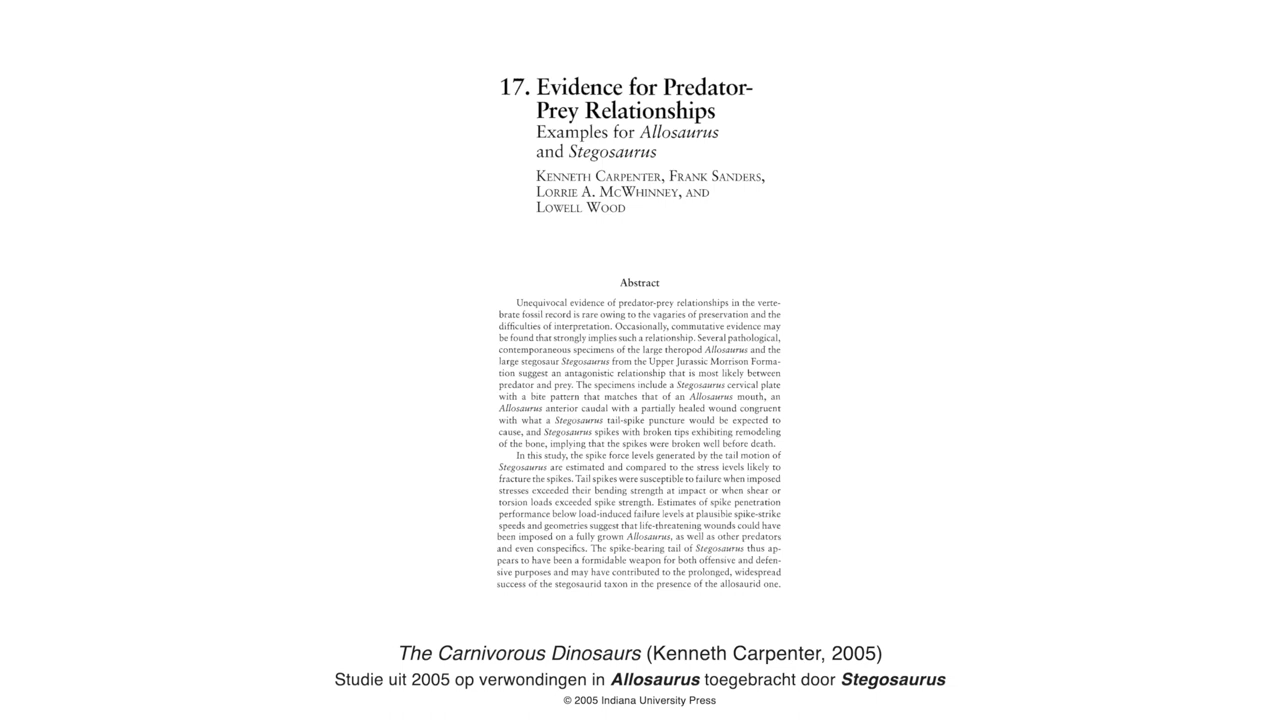 17. Evidence for Predator-
Prey Relationships
Examples for Allosaurus
and Stegosaurus
Kenneth Carpenter, Frank Sanders,
Lorrie A. McWhinney, and
Lowell Wood
Abstract
Unequivocal evidence of predator-prey relationships in the verte-
brate fossil record is rare owing to the vagaries of preservation and the
difficulties of interpretation. Occasionally, commutative evidence may
be found that strongly implies such a relationship. Several pathological,
contemporaneous specimens of the large theropod Allosaurus and the
large stegosaur Stegosaurus from the Upper Jurassic Morrison Forma-
tion suggest an antagonistic relationship that is most likely between
predator and prey. The specimens include a Stegosaurus cervical plate
with a bite pattern that matches that of an Allosaurus mouth, an
Allosaurus anterior caudal with a partially healed wound congruent
with what a Stegosaurus tail-spike puncture would be expected to
cause, and Stegosaurus spikes with broken tips exhibiting remodeling
of the bone, implying that the spikes were broken well before death.
In this study, the spike force levels generated by the tail motion of
Stegosaurus are estimated and compared to the stress levels likely to
fracture the spikes. Tail spikes were susceptible to failure when imposed
stresses exceeded their bending strength at impact or when shear or
torsion loads exceeded spike strength. Estimates of spike penetration
performance below load-induced failure levels at plausible spike-strike
speeds and geometries suggest that life-threatening wounds could have
been imposed on a fully grown Allosaurus, as well as other predators
and even conspecifics. The spike-bearing tail of Stegosaurus thus ap-
pears to have been a formidable weapon for both offensive and defen-
sive purposes and may have contributed to the prolonged, widespread
success of the stegosaurid taxon in the presence of the allosaurid one.
The Carnivorous Dinosaurs (Kenneth Carpenter, 2005)
Studie uit 2005 op verwondingen in Allosaurus toegebracht door Stegosaurus
© 2005 Indiana University Press